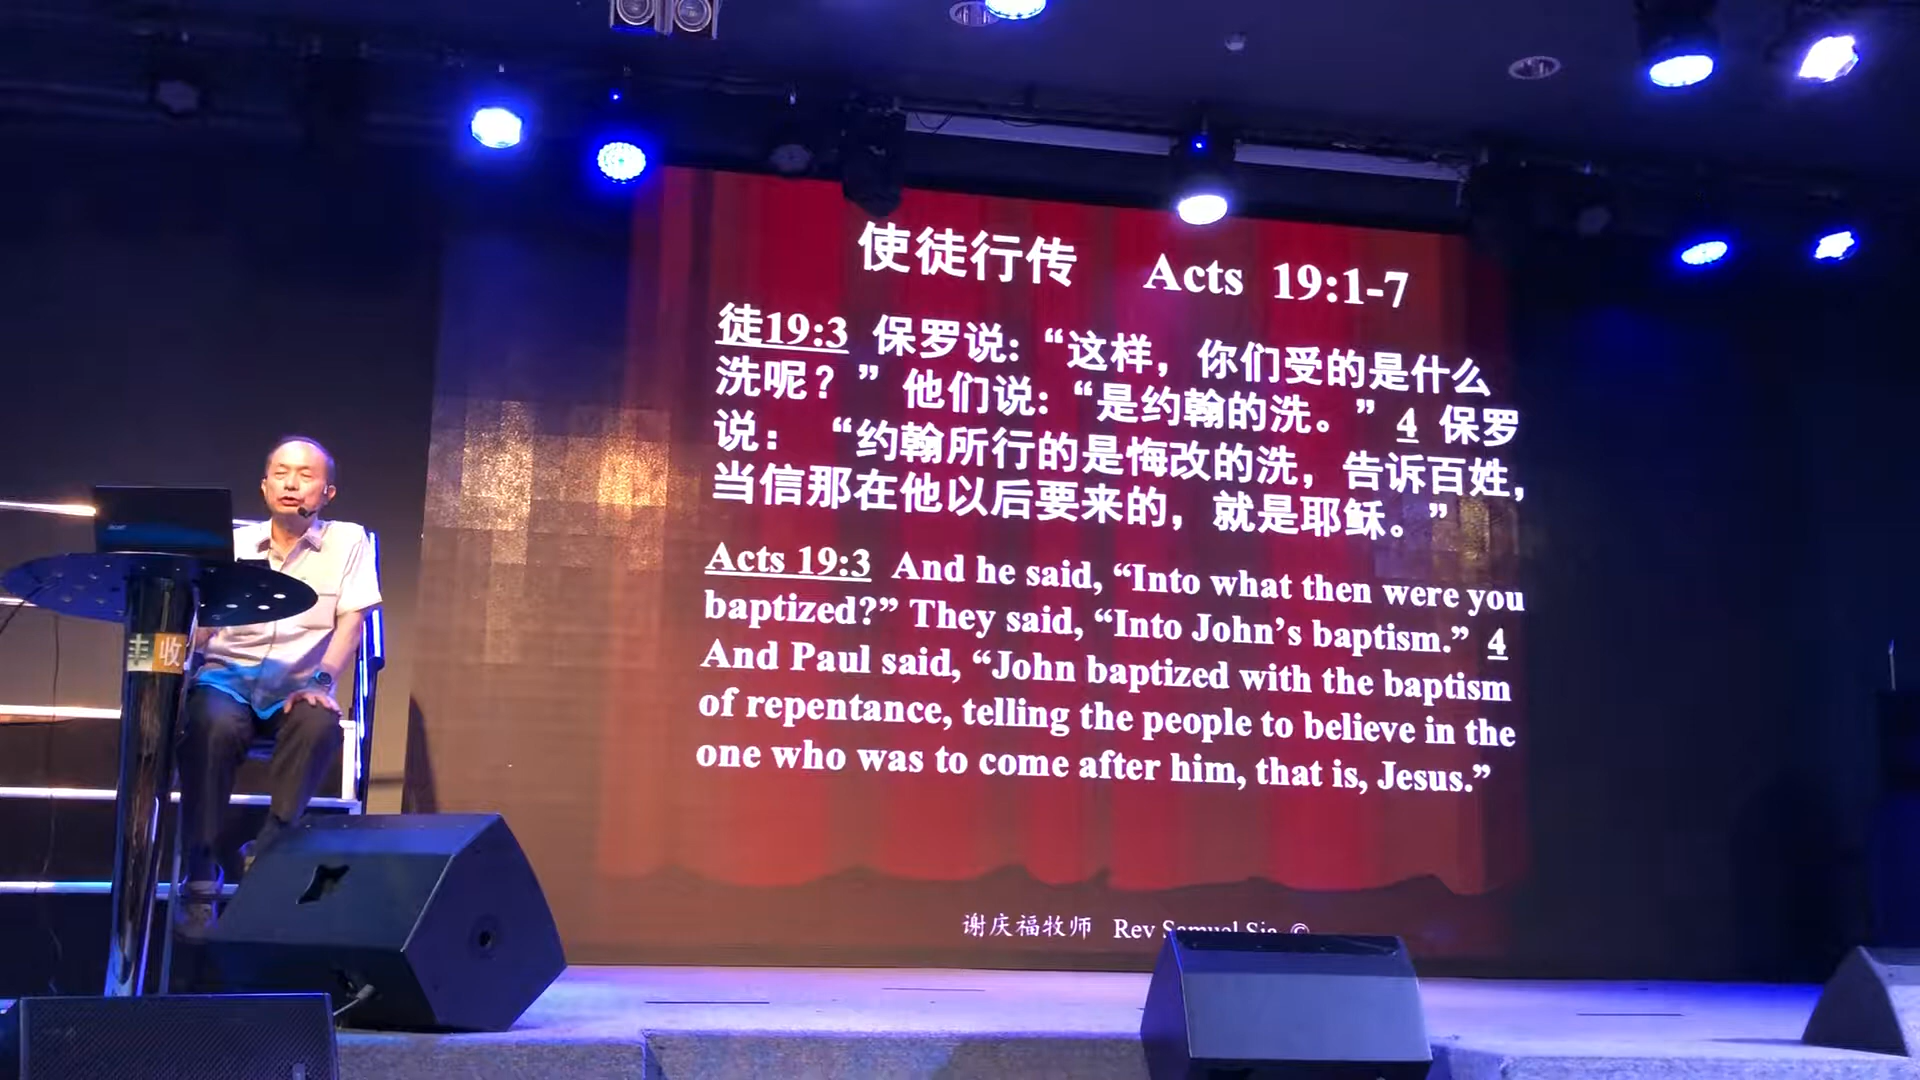 使徒行传 Acts 19:1-7
徒19:3 保罗说：“这样，你们受的是什么
洗呢？” 他们说：“是约翰的洗。” 4 保罗
说： “约翰所行的是悔改的洗，告诉百姓，
当信那在他以后要来的，就是耶稣。”
Acts 19:3 And he said, “Into what then were you
baptized?” They said, “Into John’s baptism.” 4
And Paul said, “John baptized with the baptism
of repentance, telling the people to believe in the
one who was to come after him, that is, Jesus.”
谢庆福牧师 Rev Samuel Sia ©
丰收
acer